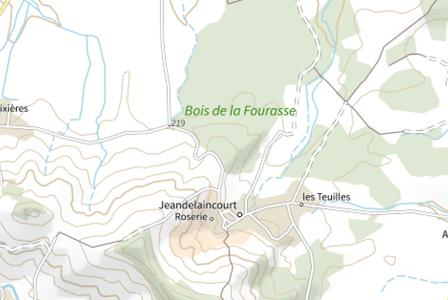 ixières
Bois de la Fourasse
219
Jeandelaincourt
les Teuilles
Roserie
A